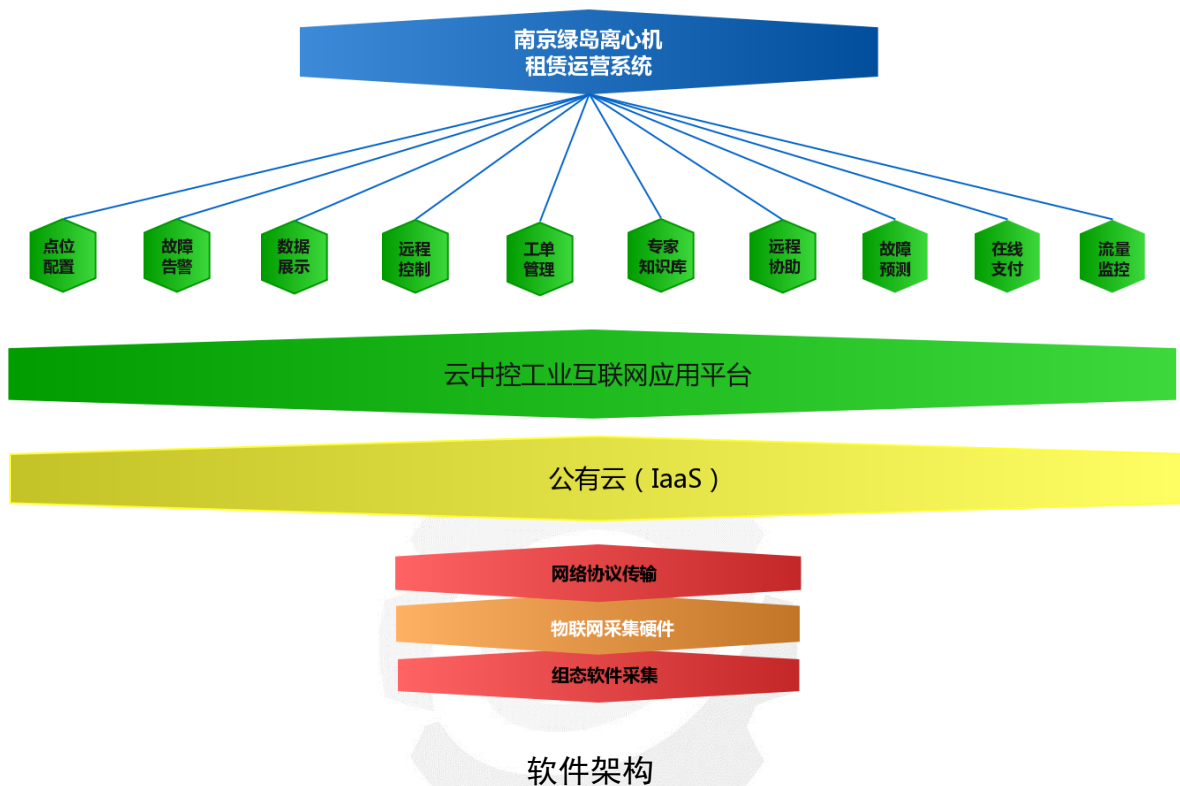 南京绿岛离心机
租赁运营系统
点位
配置
故障
告警
数据
展示
远程
控制
工单
管理
专家
知识库
远程
协助
故障
预测
在线
支付
流量
监控
云中控工业互联网应用平台
公有云（IaaS）
网络协议传输
物联网采集硬件
组态软件采集
软件架构